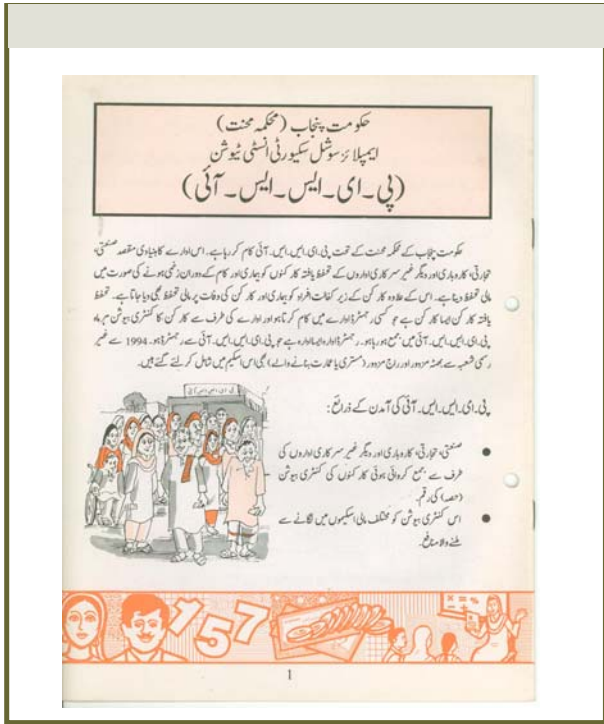 حکومت پنجاب (محکمہ محنت)
ایمپلائز سوشل سکیورٹی انسٹی ٹیوشن
(پی۔ای۔ایس۔ایس۔آئی)
حکومت پنجاب کے محکمہ محنت کے تحت پی.ای.ایس.ایس. آئی کام کر رہا ہے۔ اس ادارے کا بنیادی مقصد صنعتی،
تجارتی، کاروباری اور دیگر غیر سرکاری اداروں کے تحفظ یافتہ کارکنوں کو بیماری اور کام کے دوران زخمی ہونے کی صورت میں
مالی تحفظ دینا ہے۔ اس کے علاوہ کارکن کے زیر کفالت افراد کو بیماری اور کارکن کی وفات پر مالی تحفظ بھی دیا جاتا ہے۔ تحفظ
یافتہ کارکن ایسا کارکن ہے جو کسی رجسٹرڈ ادارے میں کام کرتا ہو اور ادارے کی طرف سے کارکن کا کنٹری بیوشن ہر ماہ
پی.ای.ایس.ایس. آئی میں جمع ہو رہا ہو۔ رجسٹرڈ ادارہ ایسا ادارہ ہے جو پی.ای.ایس.ایس. آئی سے رجسٹرڈ ہو۔ 1994 سے غیر
رسمی شعبہ سے بھٹہ مزدور اور راج مزدور (مستری یا عمارت بنانے والے) بھی اس اسکیم میں شامل کر لئے گئے ہیں۔
پی.ای.ایس.ایس. آئی کی آمدن کے ذرائع:
● صنعتی، تجارتی، کاروباری اور دیگر غیر سرکاری اداروں کی
طرف سے جمع کروائی ہوئی کارکنوں کی کنٹری بیوشن
(حصہ) کی رقم۔
● اس کنٹری بیوشن کو مختلف مالی اسکیموں میں لگانے سے
ملنے والا منافع۔
157
1